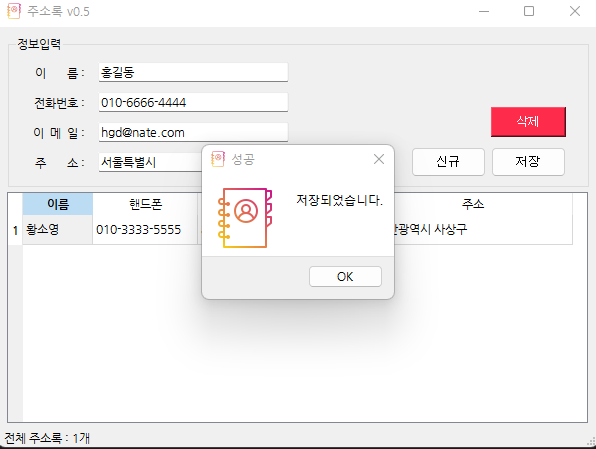 주소록 v0.5
정보입력
이 름 : 홍길동
전화번호 : 010-6666-4444
이 메 일 : hgd@nate.com
주 소 : 서울특별시
삭제
신규 저장
성공
저장되었습니다.
OK
이름 핸드폰 주소
1 황소영 010-3333-5555 광역시 사상구
전체 주소록 : 1개